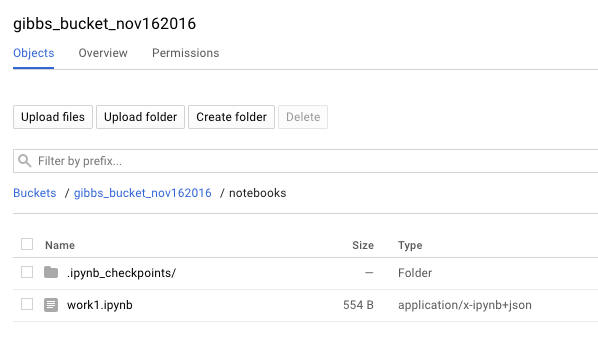 gibbs_bucket_nov162016
Objects Overview Permissions
Upload files Upload folder Create folder Delete
Filter by prefix...
Buckets / gibbs_bucket_nov162016 / notebooks
Name Size Type
.ipynb_checkpoints/ — Folder
work1.ipynb 554 B application/x-ipynb+json